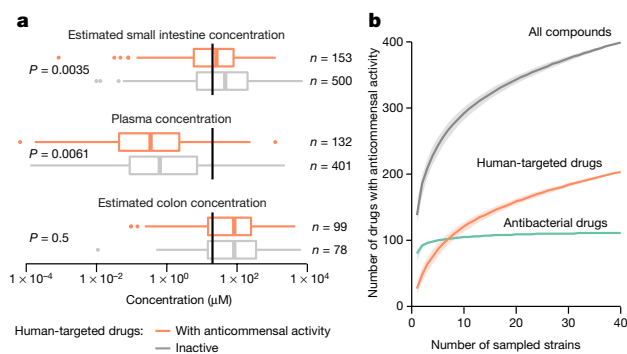 a
Estimated small intestine concentration
P = 0.0035
n = 153
n = 500
Plasma concentration
P = 0.0061
n = 132
n = 401
Estimated colon concentration
P = 0.5
n = 99
n = 78
1 × 10⁻⁴
1 × 10⁻²
1 × 10⁰
1 × 10²
1 × 10⁴
Concentration (μM)
Human-targeted drugs:
With anticommensal activity
Inactive
b
Number of drugs with anticommensal activity
400
300
200
100
0
All compounds
Human-targeted drugs
Antibacterial drugs
0
10
20
30
40
Number of sampled strains